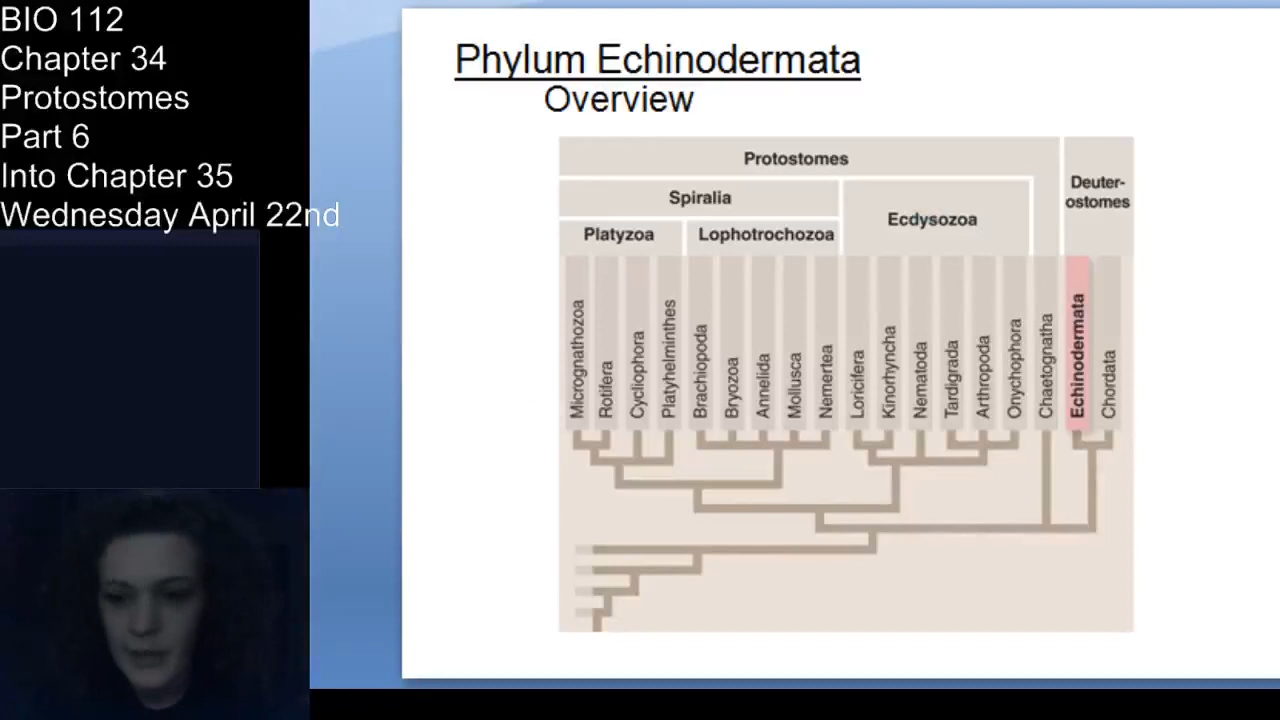 BIO 112
Chapter 34
Protostomes
Part 6
Into Chapter 35
Wednesday April 22nd
Phylum Echinodermata
Overview
Protostomes
Deuter-
ostomes
Spiralia
Ecdysozoa
Platyzoa
Lophotrochozoa
Micrognathozoa
Rotifera
Cycliophora
Platyhelminthes
Brachiopoda
Bryozoa
Annelida
Mollusca
Nemertea
Loricifera
Kinorhyncha
Nematoda
Tardigrada
Arthropoda
Onychophora
Chaetognatha
Echinodermata
Chordata